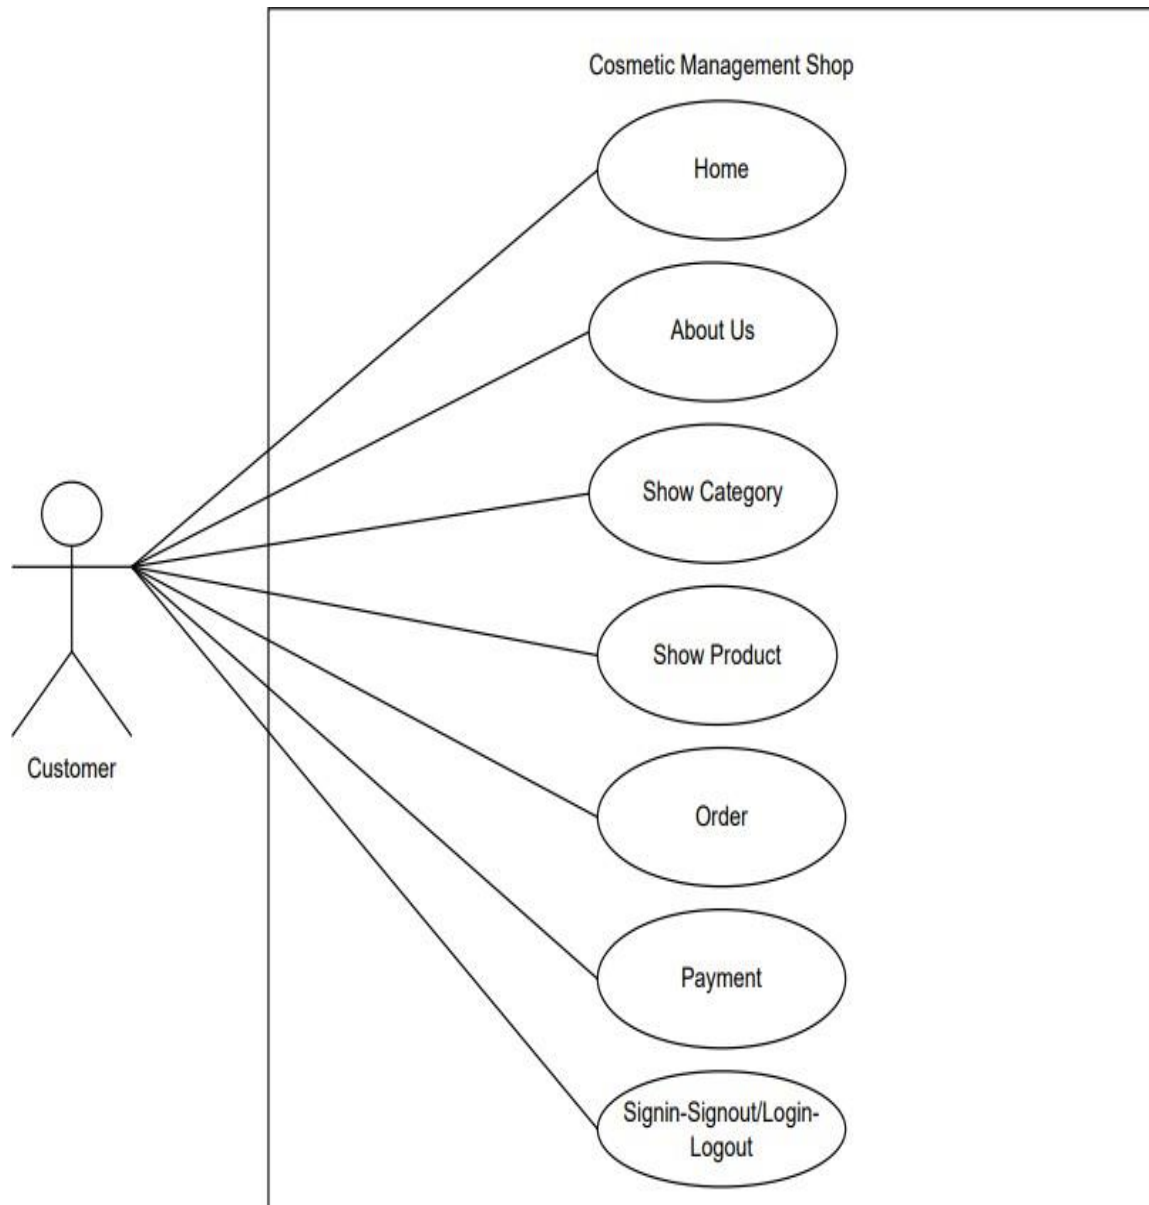 Cosmetic Management Shop
Home
About Us
Show Category
Show Product
Order
Payment
Signin-Signout/Login-
Logout
Customer